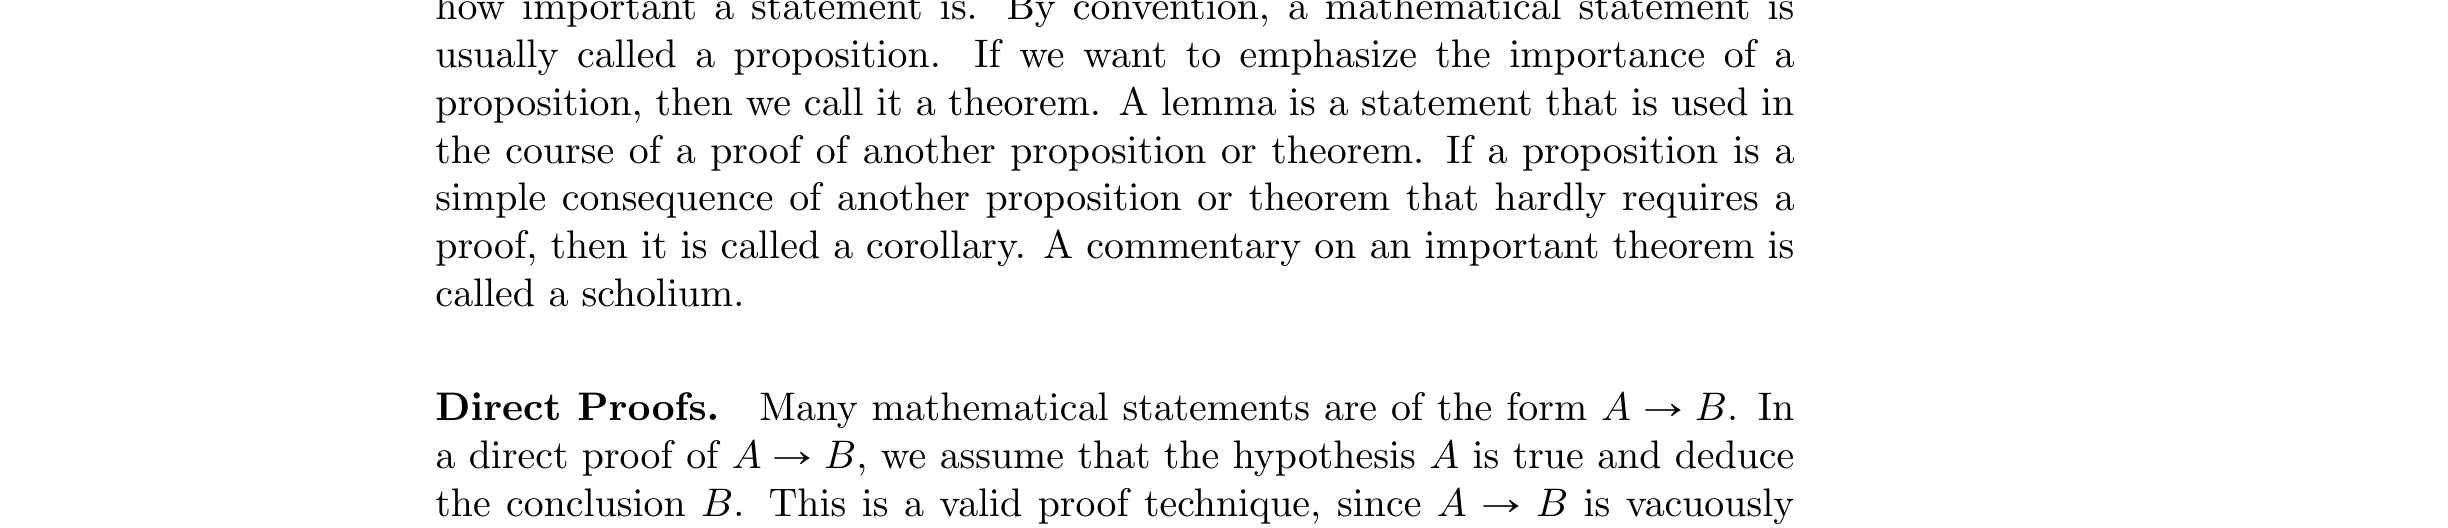 how important a statement is. By convention, a mathematical statement is
usually called a proposition. If we want to emphasize the importance of a
proposition, then we call it a theorem. A lemma is a statement that is used in
the course of a proof of another proposition or theorem. If a proposition is a
simple consequence of another proposition or theorem that hardly requires a
proof, then it is called a corollary. A commentary on an important theorem is
called a scholium.
Direct Proofs. Many mathematical statements are of the form A → B. In
a direct proof of A → B, we assume that the hypothesis A is true and deduce
the conclusion B. This is a valid proof technique, since A → B is vacuously